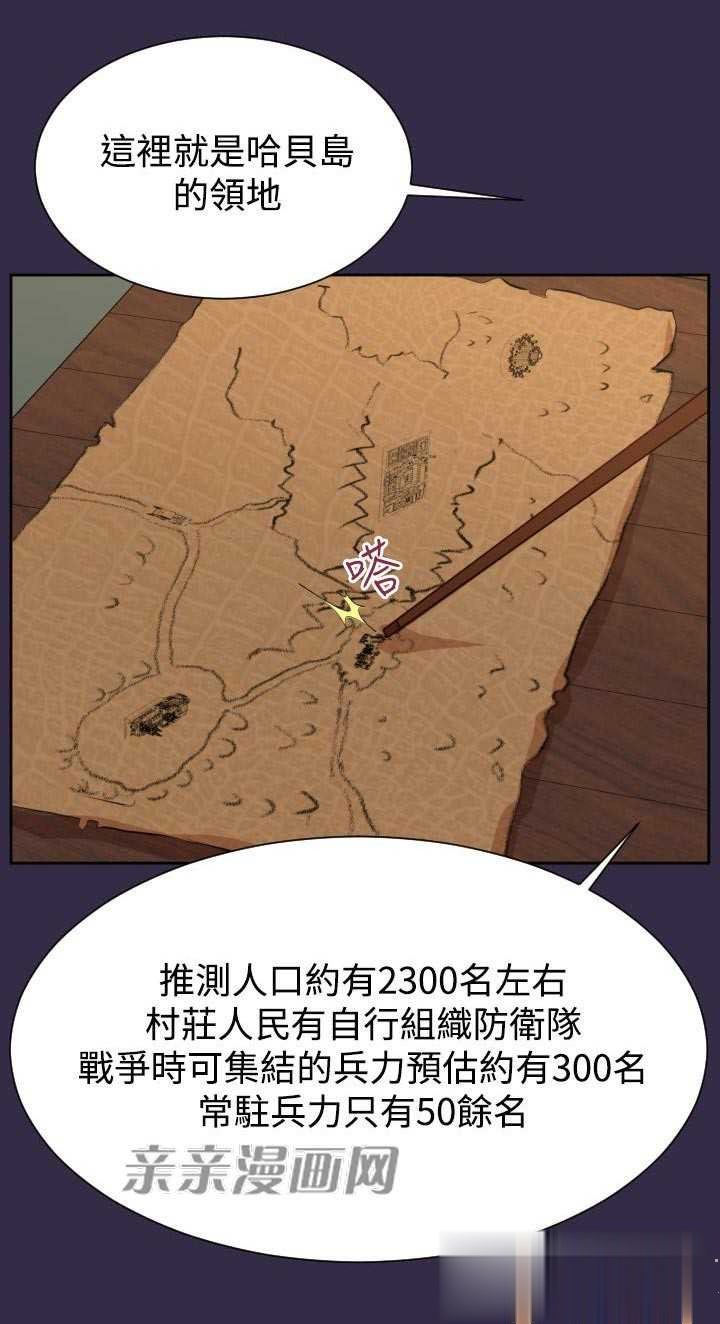 這裡就是哈貝島
的領地
嗒
推測人口約有2300名左右
村莊人民有自行組織防衛隊
戰爭時可集結的兵力預估約有300名
常駐兵力只有50餘名
亲亲漫画网